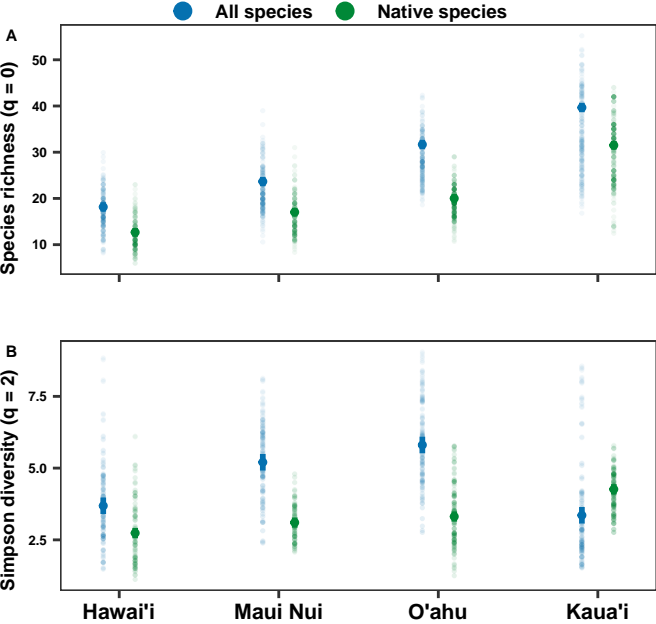 All species Native species
A
Species richness (q = 0)
50
40
30
20
10
B
Simpson diversity (q = 2)
7.5
5.0
2.5
Hawai'i Maui Nui O'ahu Kaua'i